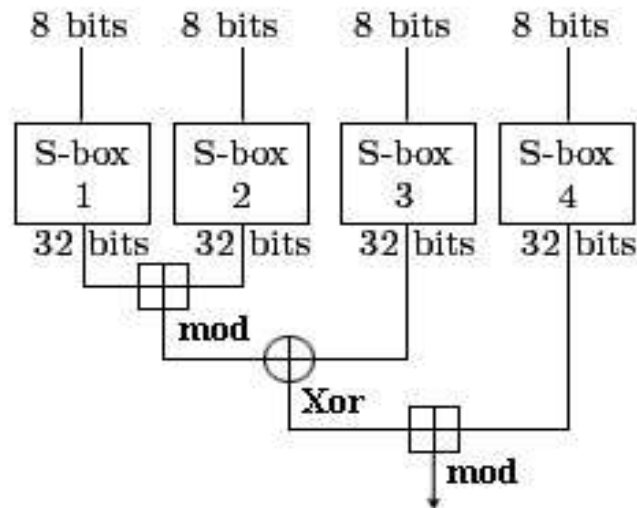 8 bits 8 bits 8 bits 8 bits
S-box S-box S-box S-box
1 2 3 4
32 bits 32 bits 32 bits 32 bits
mod
Xor
mod